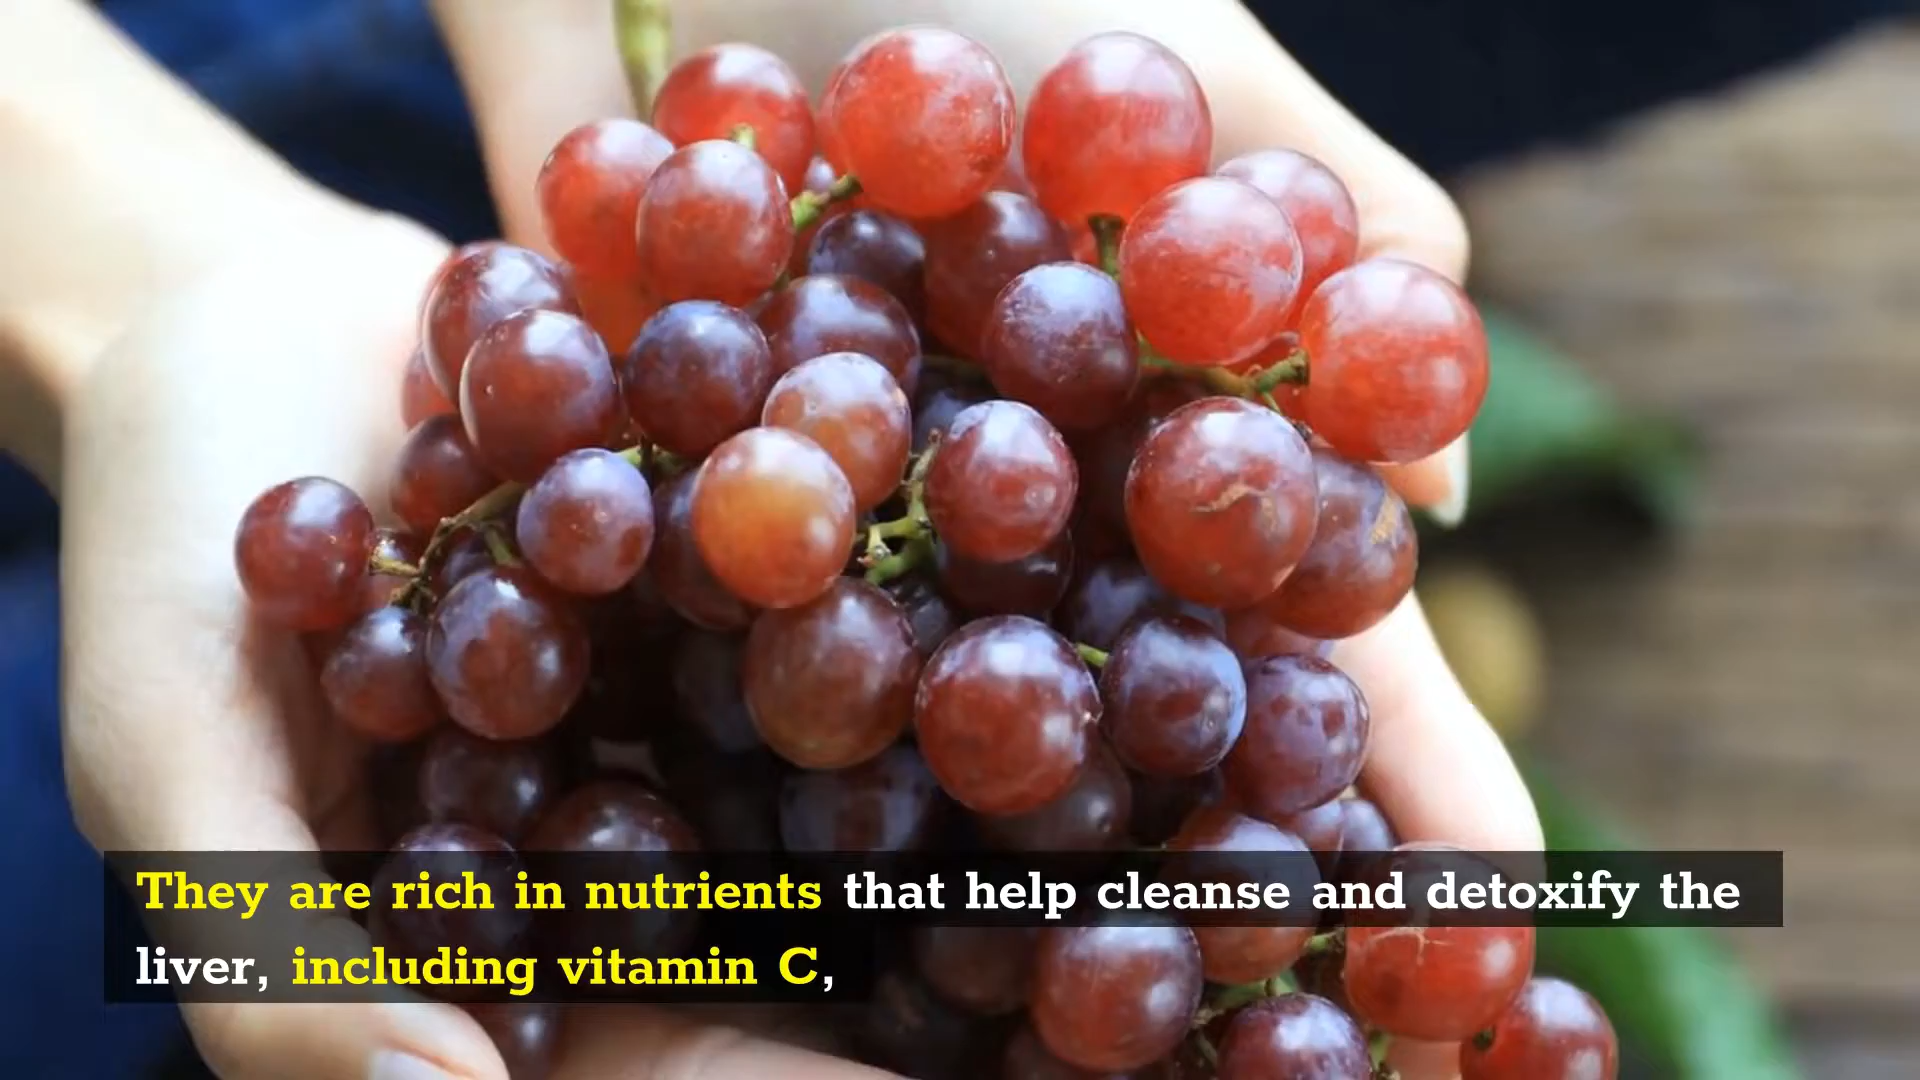 They are rich in nutrients that help cleanse and detoxify the
liver, including vitamin C,